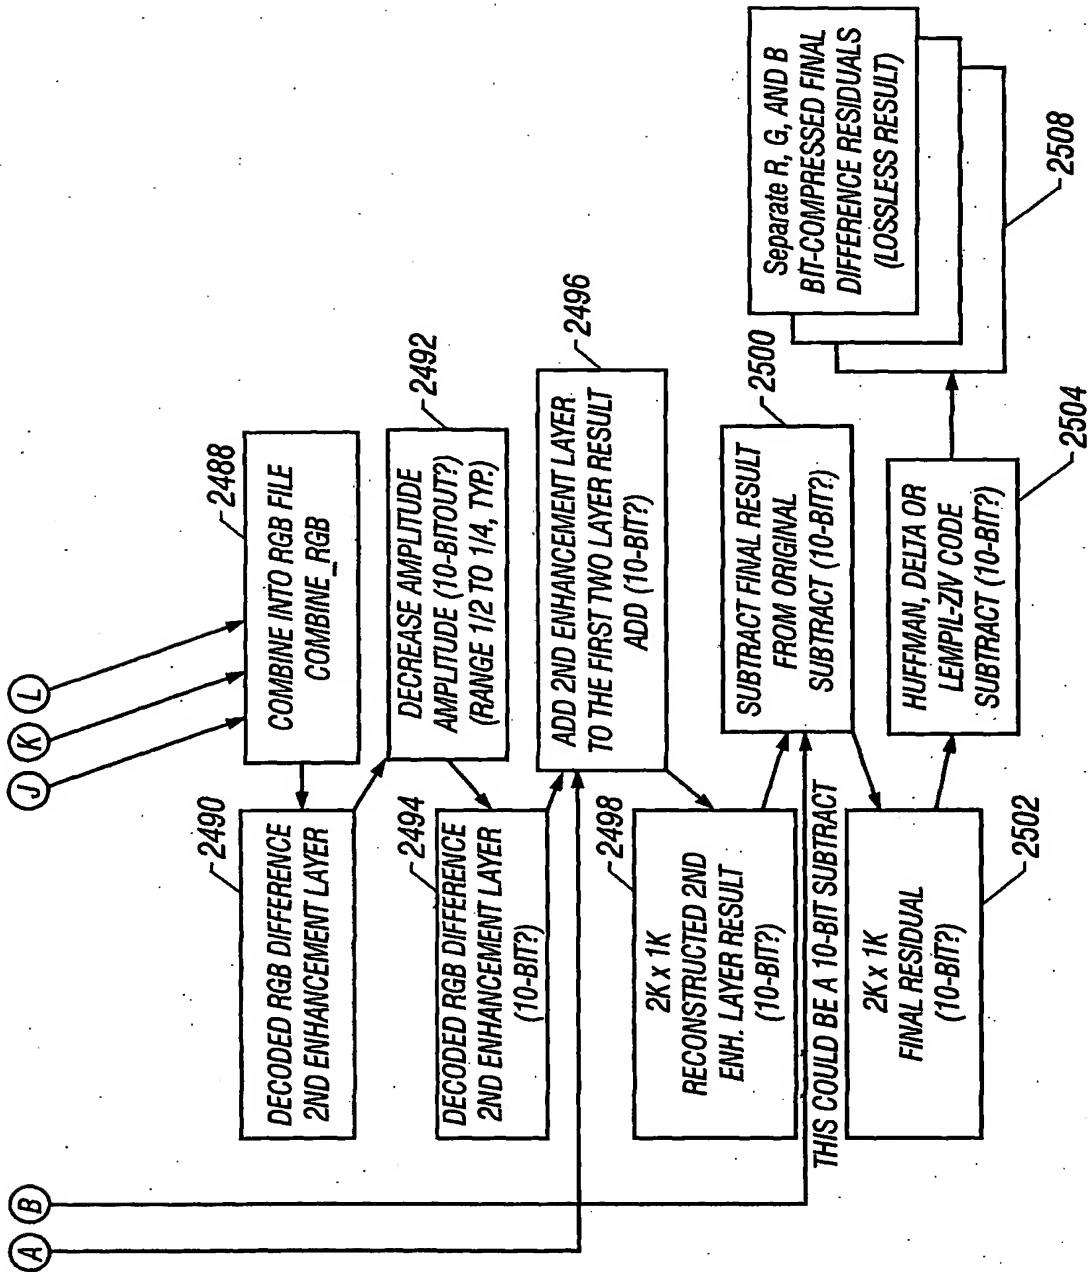 A
B
J
K
L
2488
COMBINE INTO RGB FILE
COMBINE_RGB
2490
DECODED RGB DIFFERENCE
2ND ENHANCEMENT LAYER
2492
DECREASE AMPLITUDE
AMPLITUDE (10-BITOUT?)
(RANGE 1/2 TO 1/4, TYP.)
2494
DECODED RGB DIFFERENCE
2ND ENHANCEMENT LAYER
(10-BIT?)
2496
ADD 2ND ENHANCEMENT LAYER
TO THE FIRST TWO LAYER RESULT
ADD (10-BIT?)
2498
2K x 1K
RECONSTRUCTED 2ND
ENH. LAYER RESULT
(10-BIT?)
2500
SUBTRACT FINAL RESULT
FROM ORIGINAL
SUBTRACT (10-BIT?)
THIS COULD BE A 10-BIT SUBTRACT
2K x 1K
FINAL RESIDUAL
(10-BIT?)
2502
HUFFMAN, DELTA OR
LEMPIL-ZIV CODE
SUBTRACT (10-BIT?)
2504
Separate R, G, AND B
BIT-COMPRESSED FINAL
DIFFERENCE RESIDUALS
(LOSSLESS RESULT)
2508